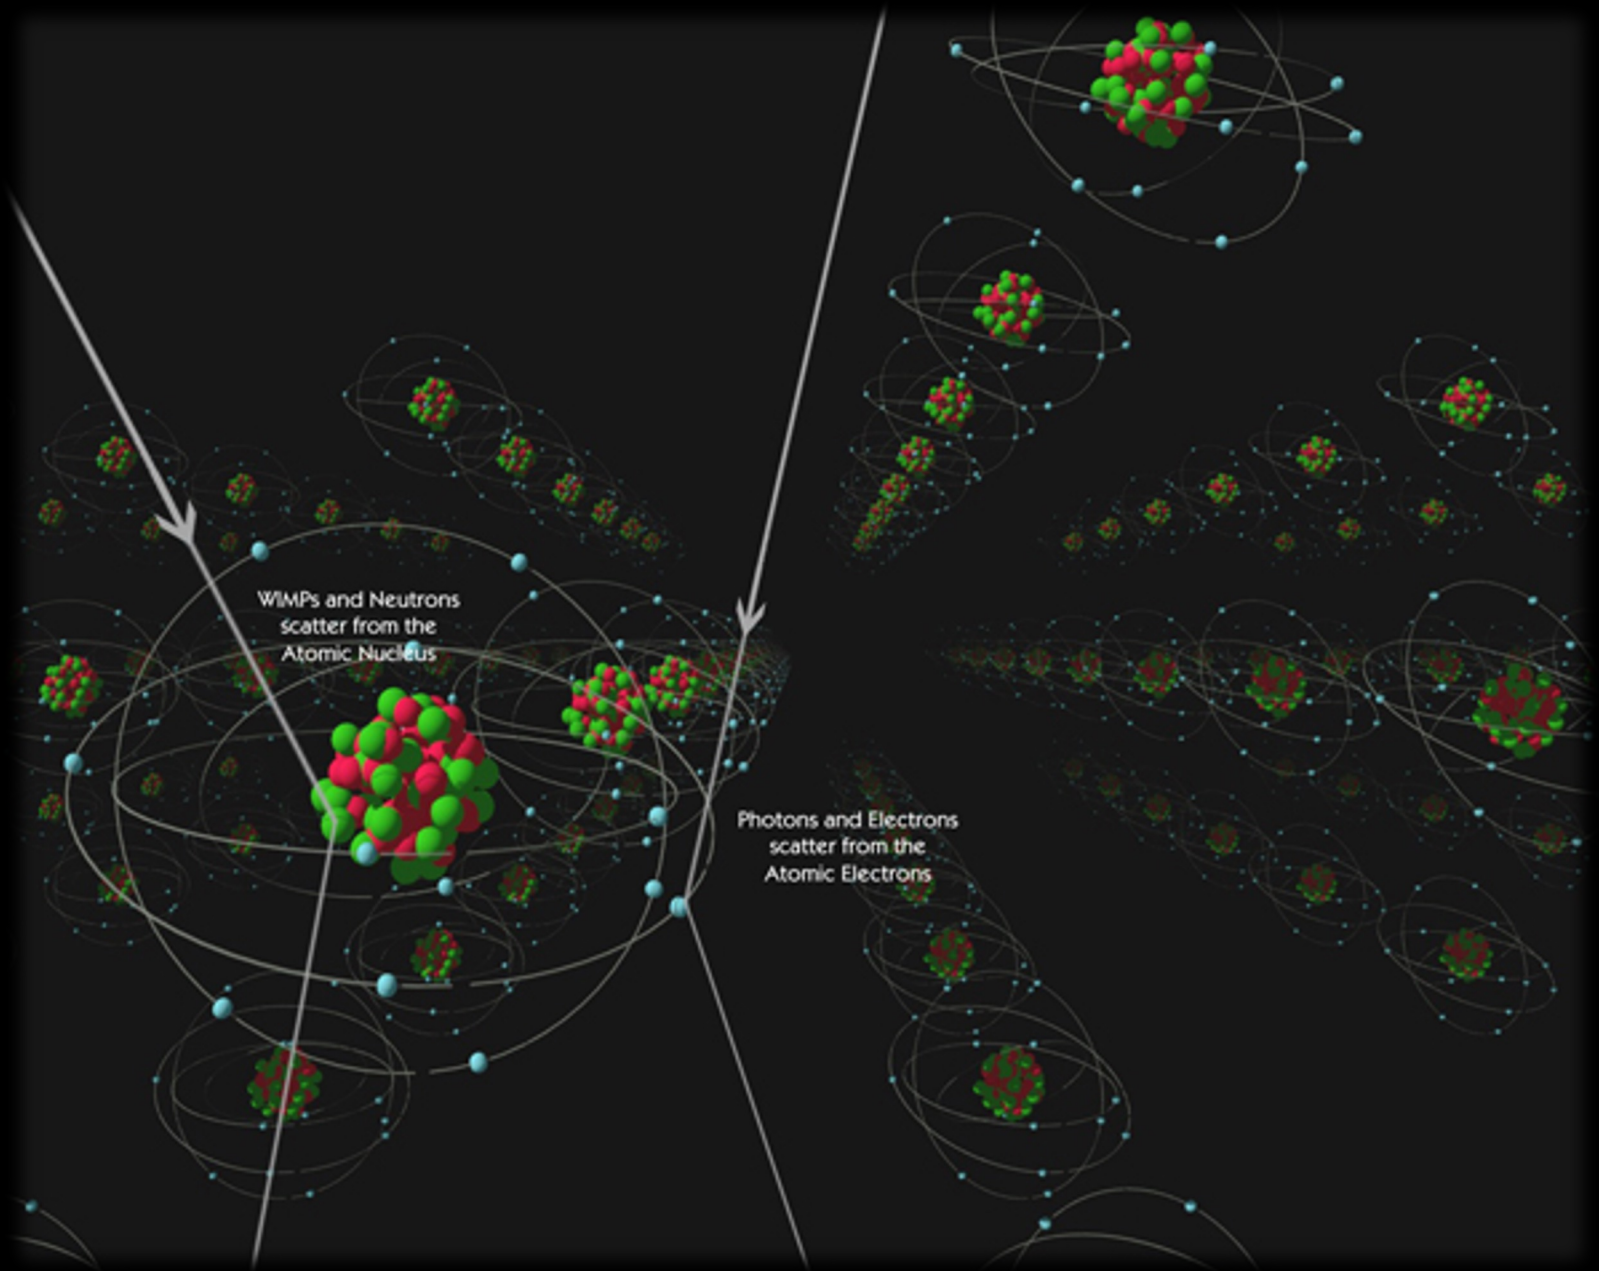 WIMPs and Neutrons
scatter from the
Atomic Nucleus
Photons and Electrons
scatter from the
Atomic Electrons